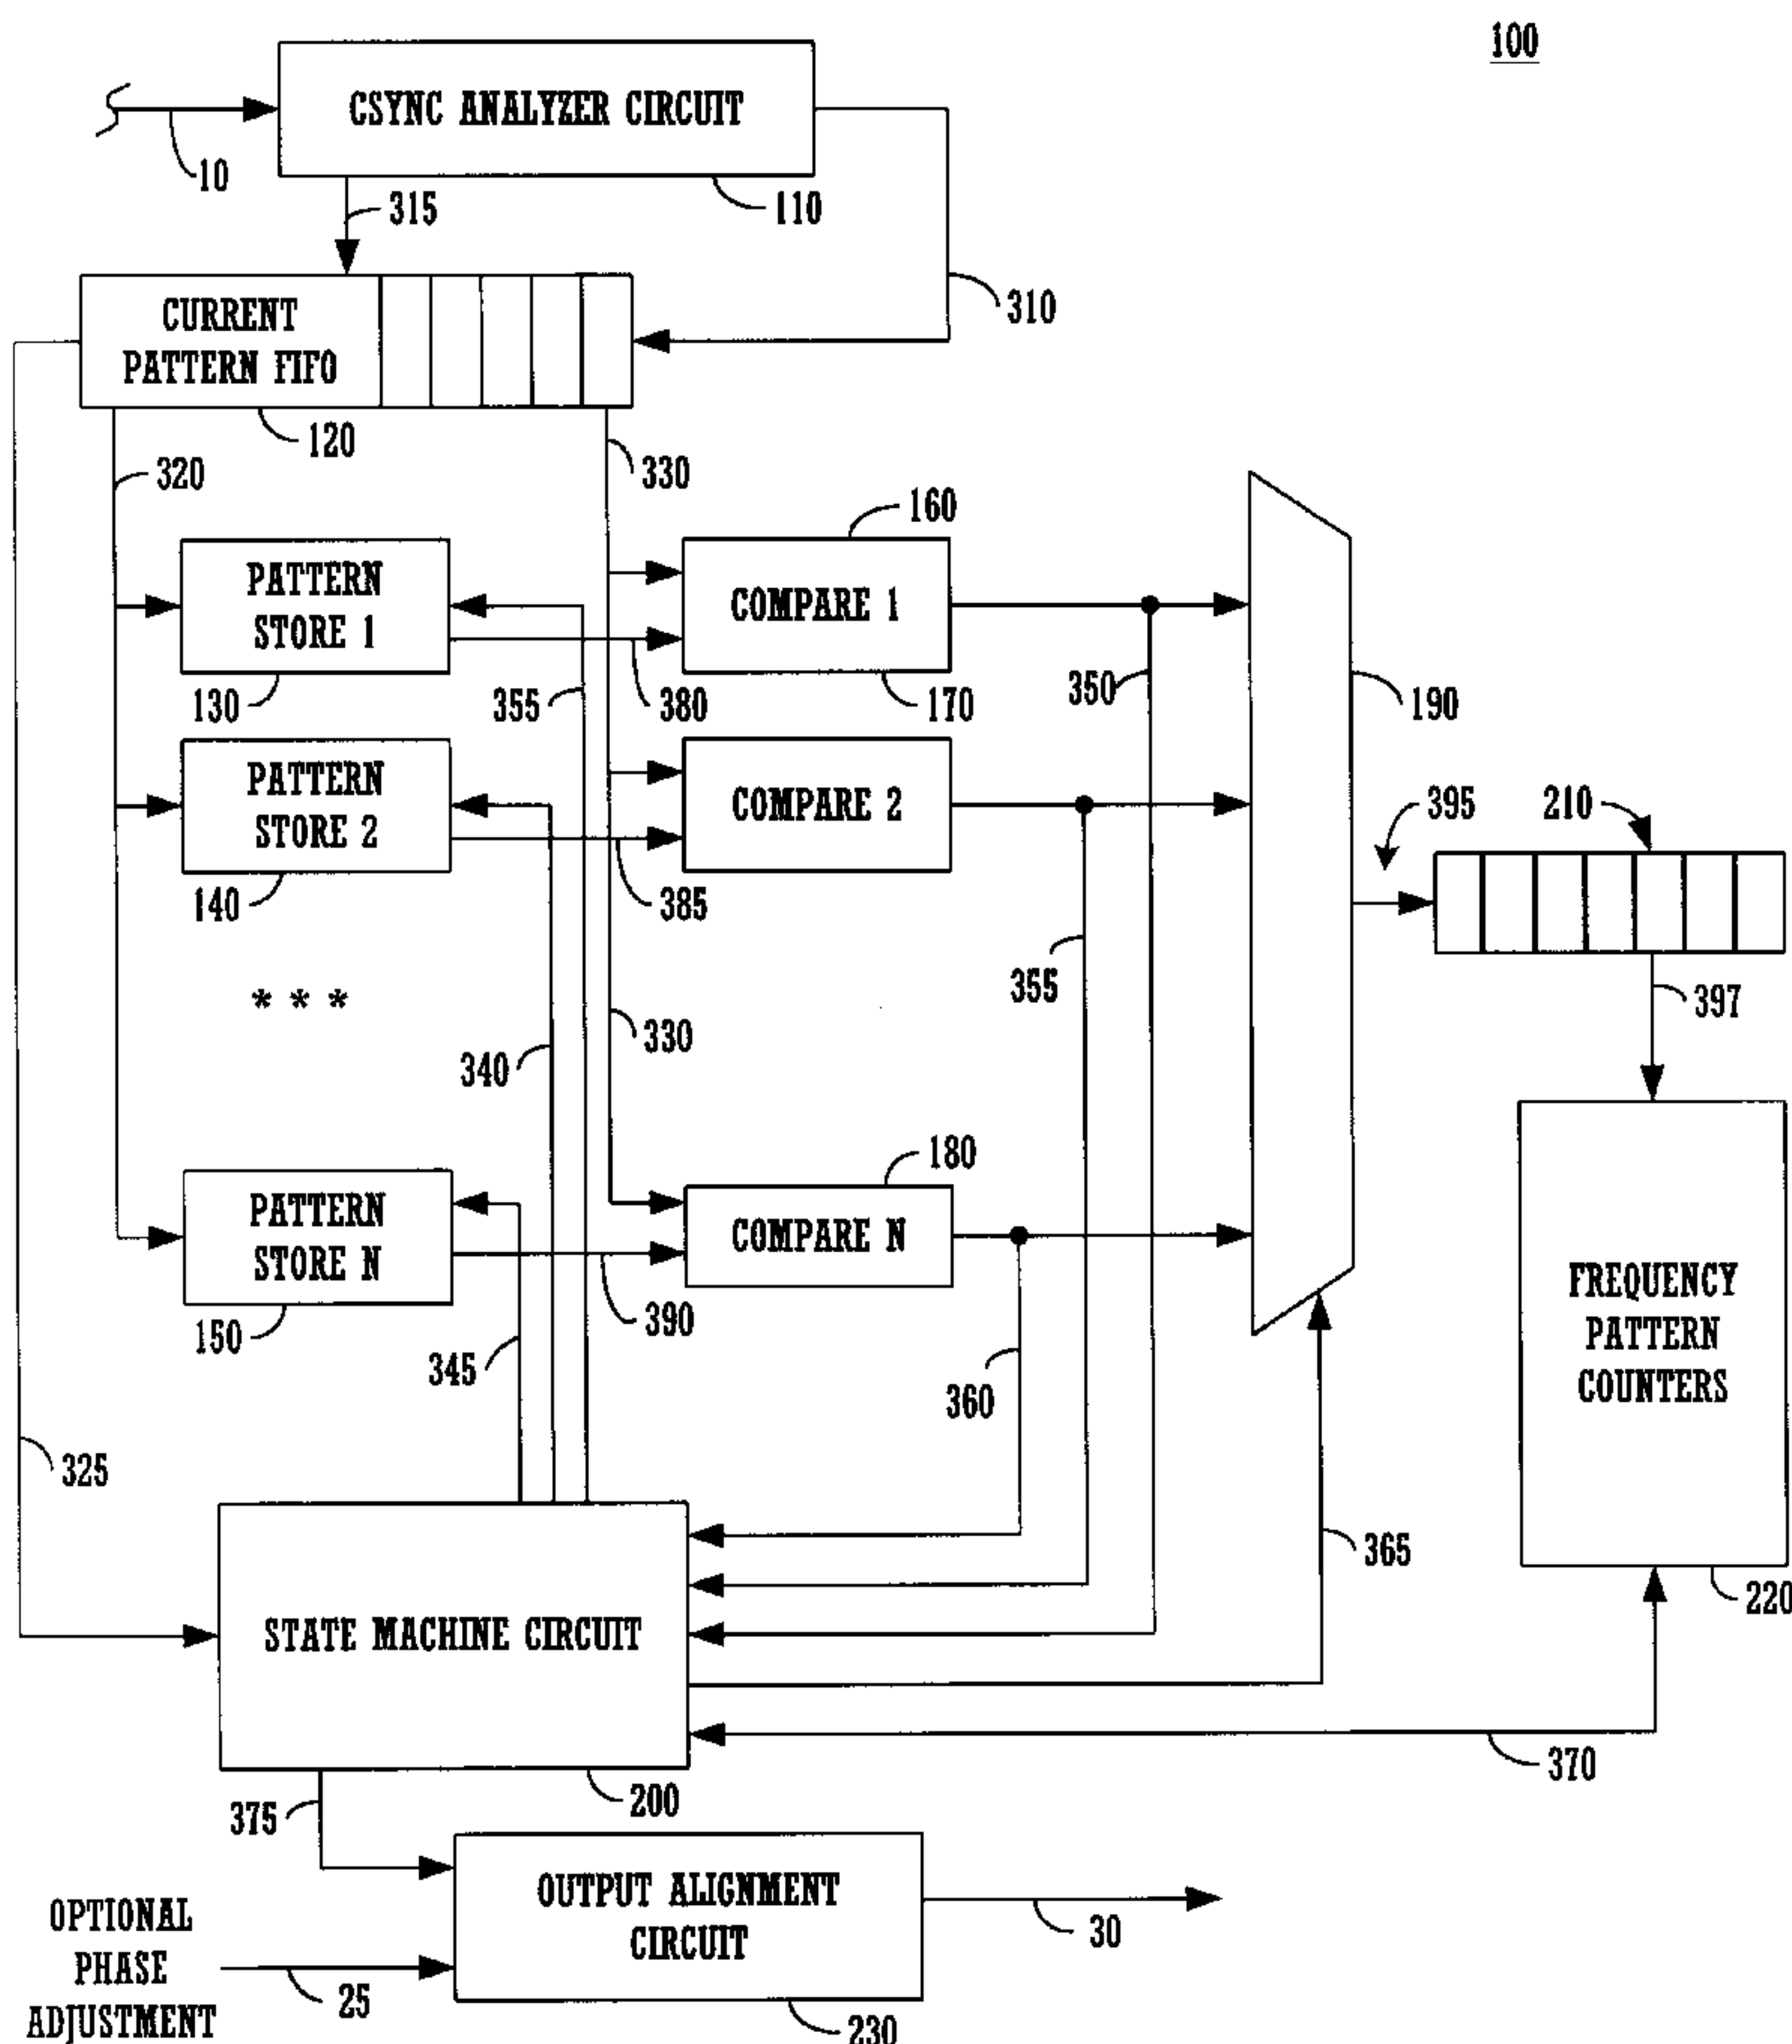 100
CSYNC ANALYZER CIRCUIT
10
315
110
310
CURRENT
PATTERN FIFO
120
320
330
160
PATTERN
STORE 1
COMPARE 1
130
355
380
170
350
190
PATTERN
STORE 2
COMPARE 2
395
210
140
385
355
397
* * *
340
330
180
PATTERN
STORE N
COMPARE N
150
345
390
360
FREQUENCY
PATTERN
COUNTERS
325
365
220
STATE MACHINE CIRCUIT
370
375
200
OUTPUT ALIGNMENT
CIRCUIT
30
OPTIONAL
PHASE
ADJUSTMENT
25
230